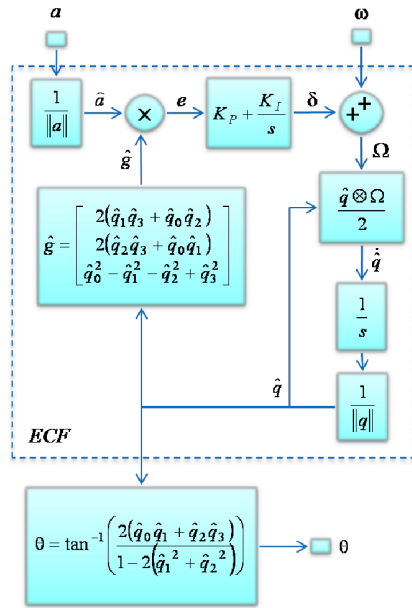 a
ω
1/‖a‖
â
×
e
K_P + K_I/s
δ
++
ĝ
Ω
ĝ = [2(q̂₁q̂₃ + q̂₀q̂₂)
2(q̂₂q̂₃ + q̂₀q̂₁)
q̂₀² − q̂₁² − q̂₂² + q̂₃²]
q̂⊗Ω/2
q̂̇
1/s
q̂
1/‖q‖
ECF
θ = tan⁻¹(2(q̂₀q̂₁ + q̂₂q̂₃)/(1 − 2(q̂₁² + q̂₂²)))
θ